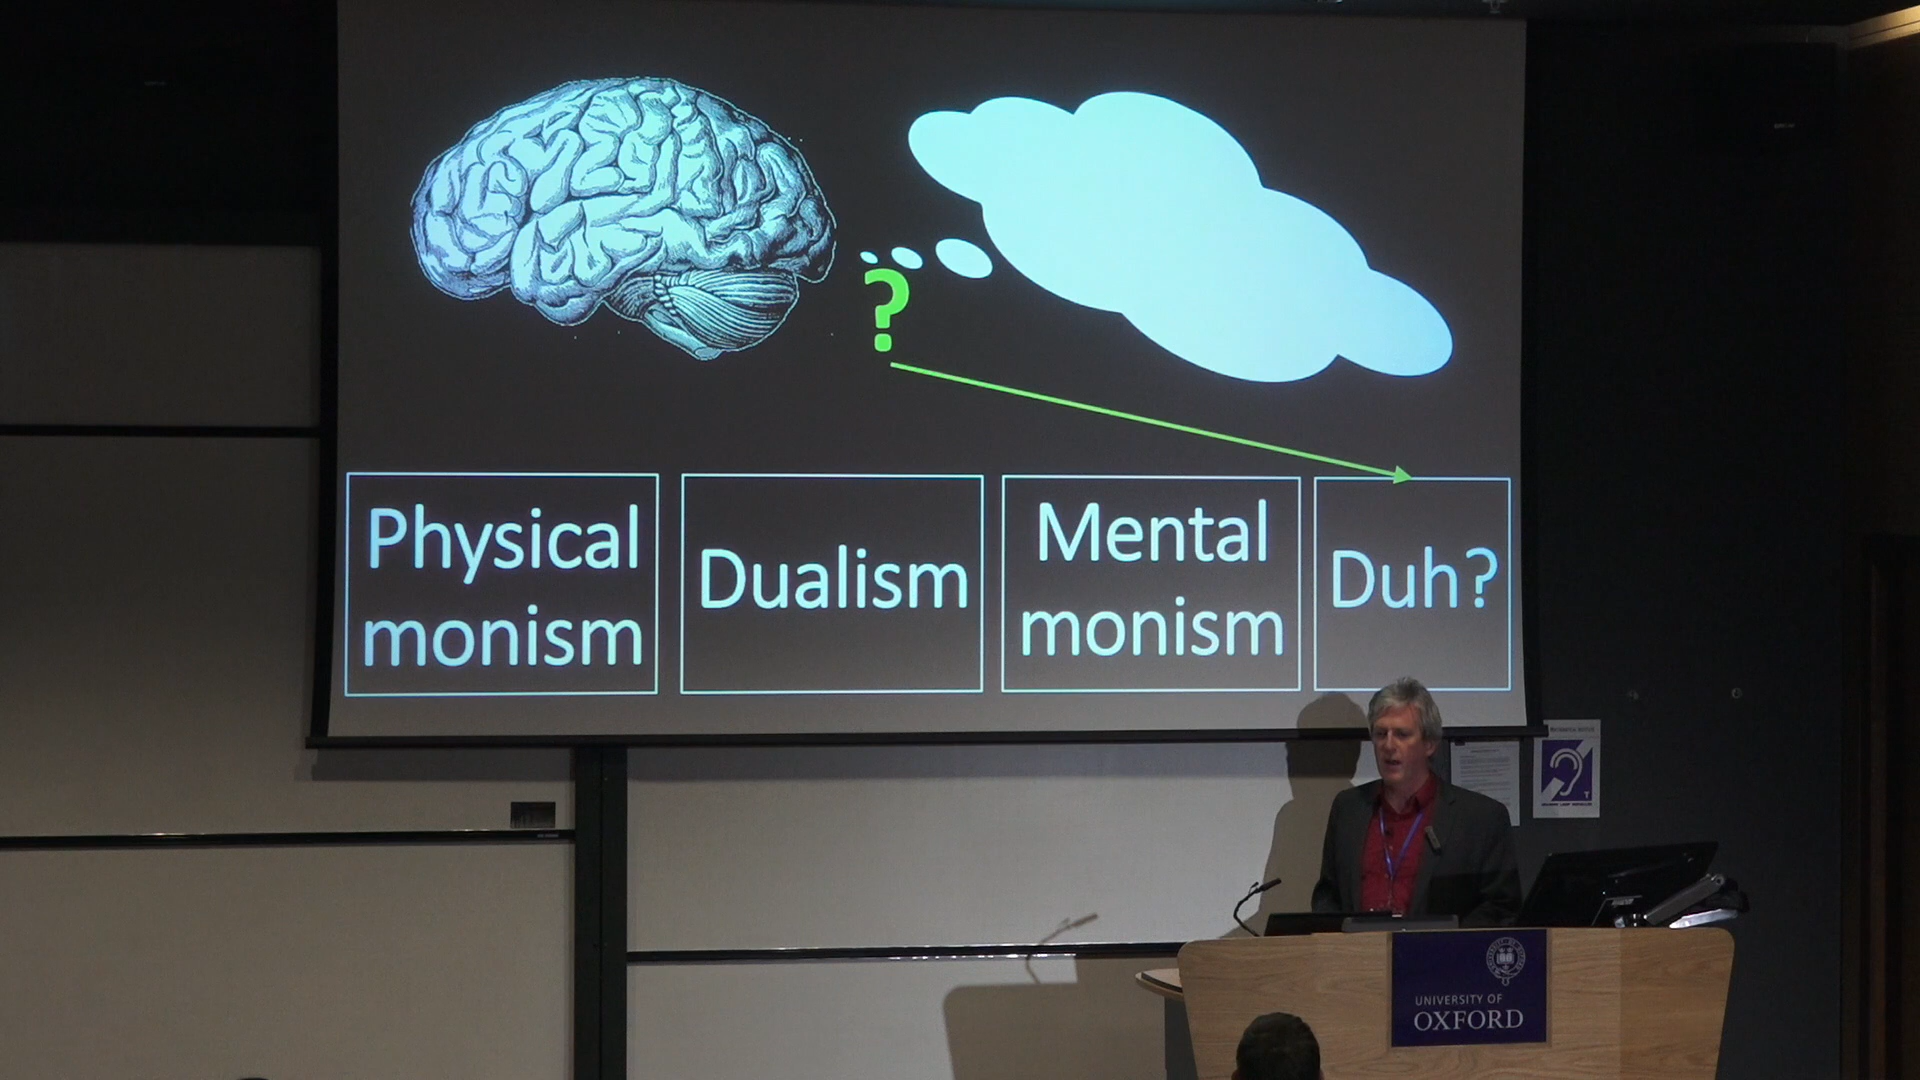 ?
Physical
monism
Dualism
Mental
monism
Duh?
T
UNIVERSITY OF
OXFORD